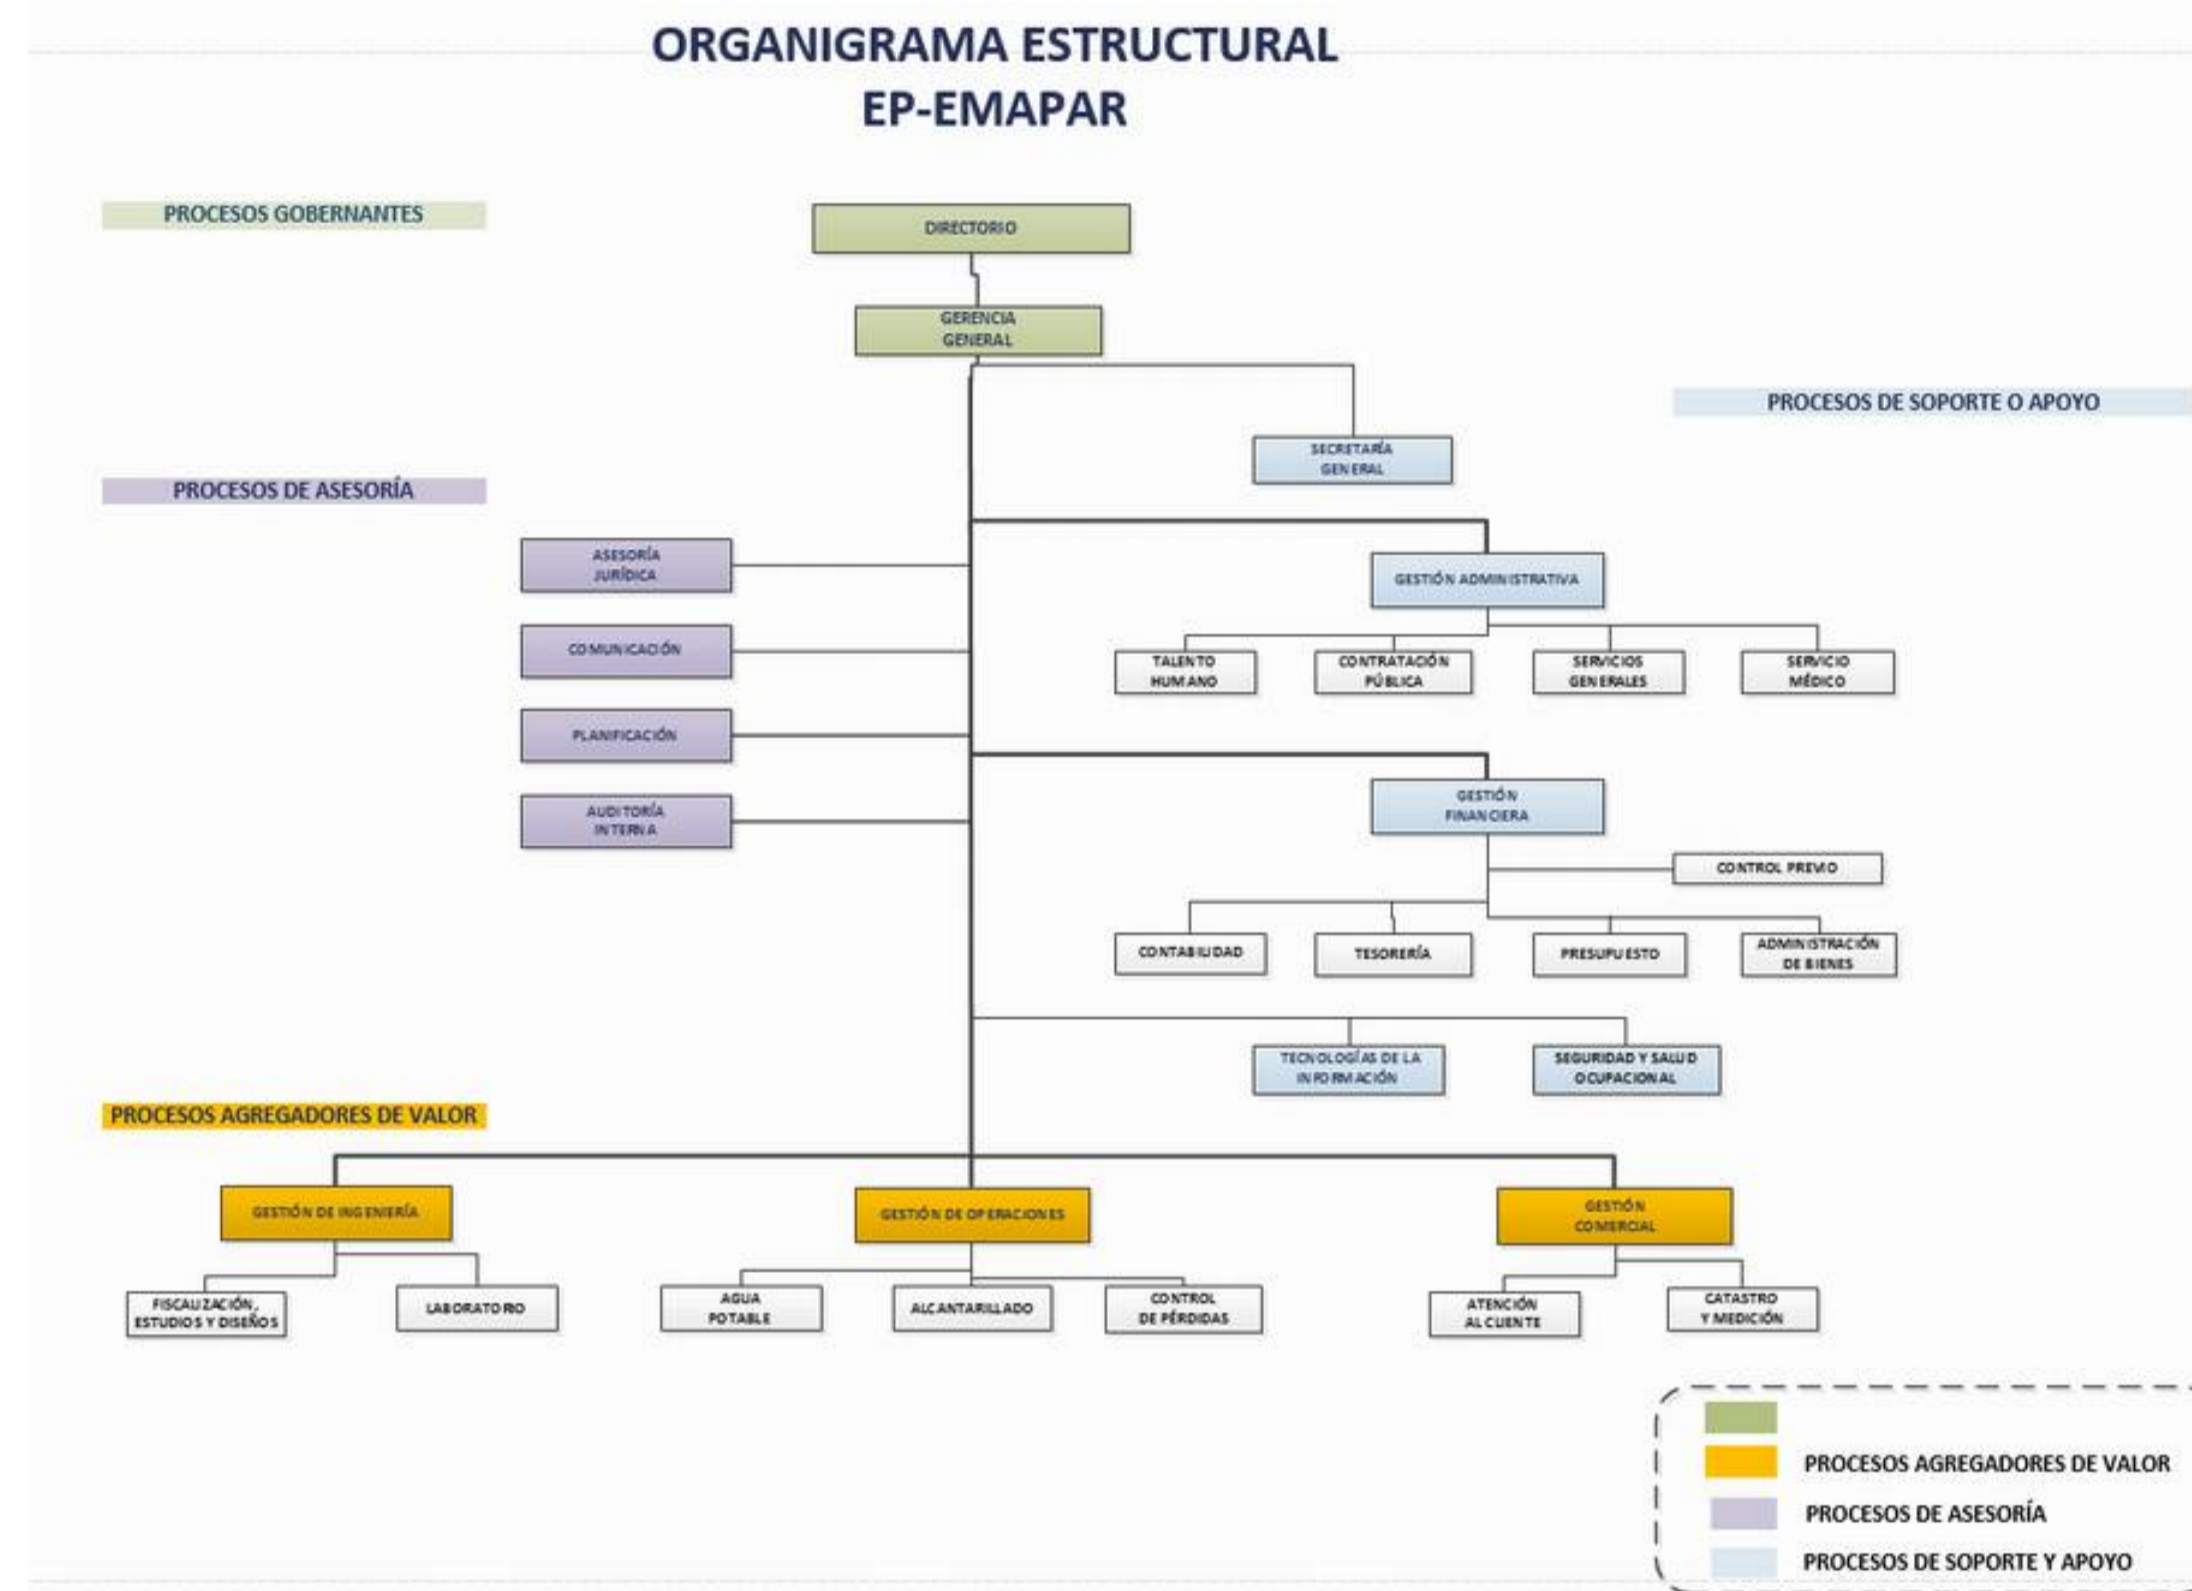 ORGANIGRAMA ESTRUCTURAL
EP-EMAPAR
PROCESOS GOBERNANTES
DIRECTORIO
GERENCIA
GENERAL
PROCESOS DE SOPORTE O APOYO
SECRETARÍA
GENERAL
PROCESOS DE ASESORÍA
ASESORÍA
JURÍDICA
COMUNICACIÓN
PLANIFICACIÓN
AUDITORÍA
INTERNA
GESTIÓN ADMINISTRATIVA
TALENTO
HUMANO
CONTRATACIÓN
PÚBLICA
SERVICIOS
GENERALES
SERVICIO
MÉDICO
GESTIÓN
FINANCIERA
CONTROL PREVIO
CONTABILIDAD
TESORERÍA
PRESUPUESTO
ADMINISTRACIÓN
DE BIENES
TECNOLOGÍAS DE LA
INFORMACIÓN
SEGURIDAD Y SALUD
OCUPACIONAL
PROCESOS AGREGADORES DE VALOR
GESTIÓN DE INGENIERÍA
GESTIÓN DE OPERACIONES
GESTIÓN
COMERCIAL
FISCALIZACIÓN,
ESTUDIOS Y DISEÑOS
LABORATORIO
AGUA
POTABLE
ALCANTARILLADO
CONTROL
DE PÉRDIDAS
ATENCIÓN
AL CLIENTE
CATASTRO
Y MEDICIÓN
PROCESOS AGREGADORES DE VALOR
PROCESOS DE ASESORÍA
PROCESOS DE SOPORTE Y APOYO